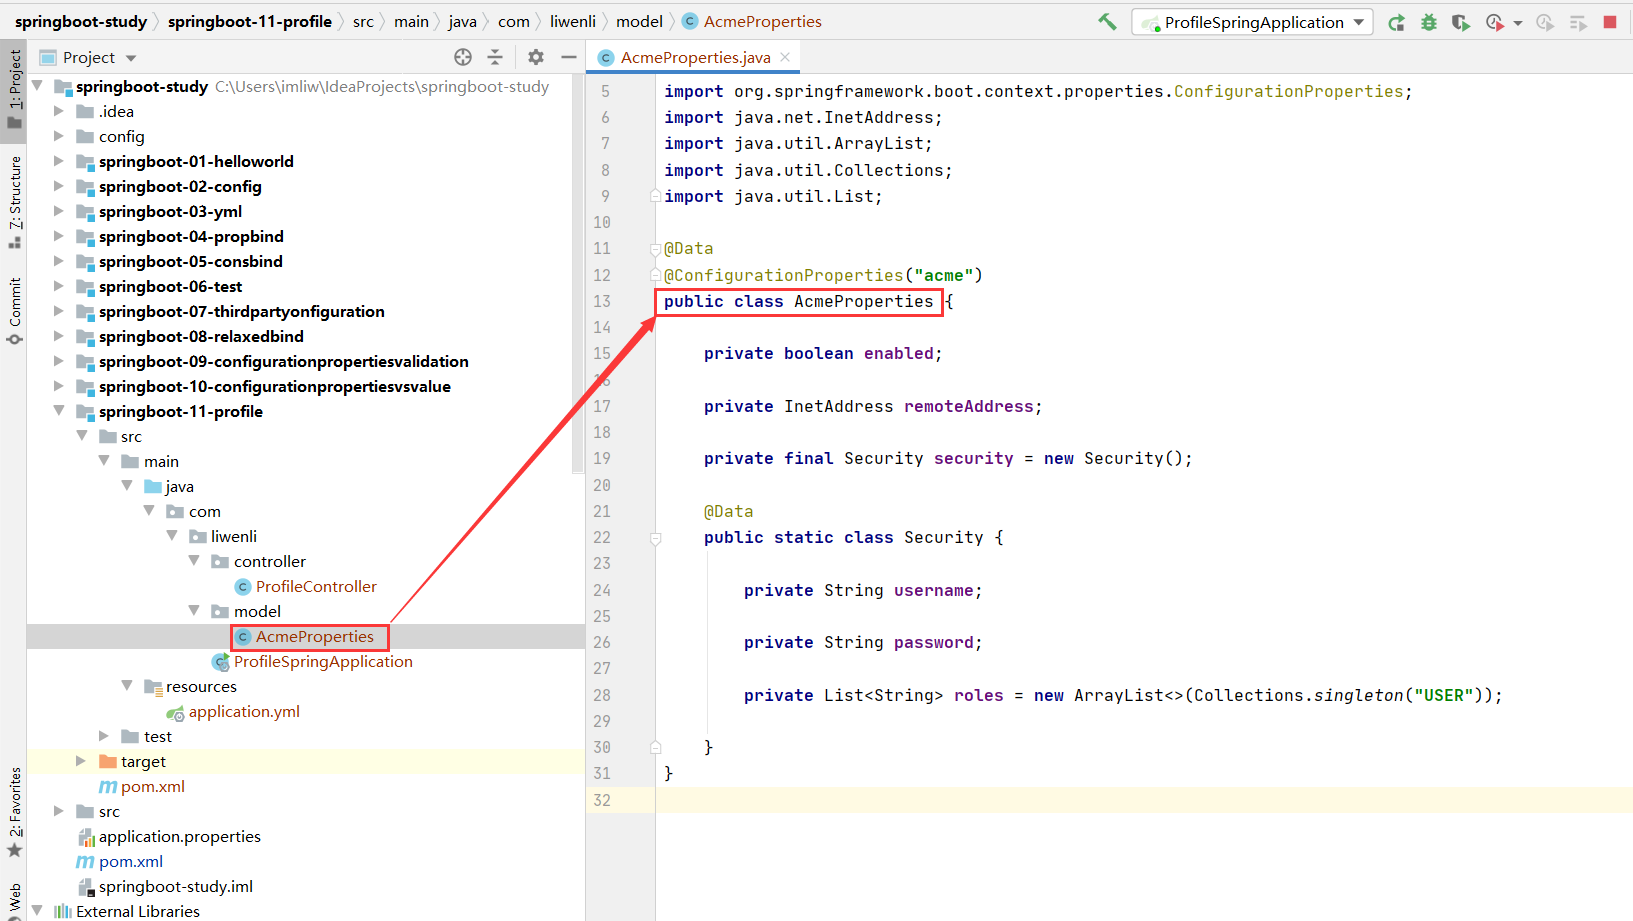 springboot-study springboot-11-profile src main java com liwenli model AcmeProperties
ProfileSpringApplication
1: Project
7: Structure
Commit
2: Favorites
Web
Project
springboot-study C:\Users\imliw\IdeaProjects\springboot-study
.idea
config
springboot-01-helloworld
springboot-02-config
springboot-03-yml
springboot-04-propbind
springboot-05-consbind
springboot-06-test
springboot-07-thirdpartyonfiguration
springboot-08-relaxedbind
springboot-09-configurationpropertiesvalidation
springboot-10-configurationpropertiesvsvalue
springboot-11-profile
src
main
java
com
liwenli
controller
ProfileController
model
AcmeProperties
ProfileSpringApplication
resources
application.yml
test
target
pom.xml
src
application.properties
pom.xml
springboot-study.iml
External Libraries
AcmeProperties.java
5 import org.springframework.boot.context.properties.ConfigurationProperties;
6 import java.net.InetAddress;
7 import java.util.ArrayList;
8 import java.util.Collections;
9 import java.util.List;
10
11 @Data
12 @ConfigurationProperties("acme")
13 public class AcmeProperties {
14
15 private boolean enabled;
16
17 private InetAddress remoteAddress;
18
19 private final Security security = new Security();
20
21 @Data
22 public static class Security {
23
24 private String username;
25
26 private String password;
27
28 private List<String> roles = new ArrayList<>(Collections.singleton("USER"));
29
30 }
31 }
32